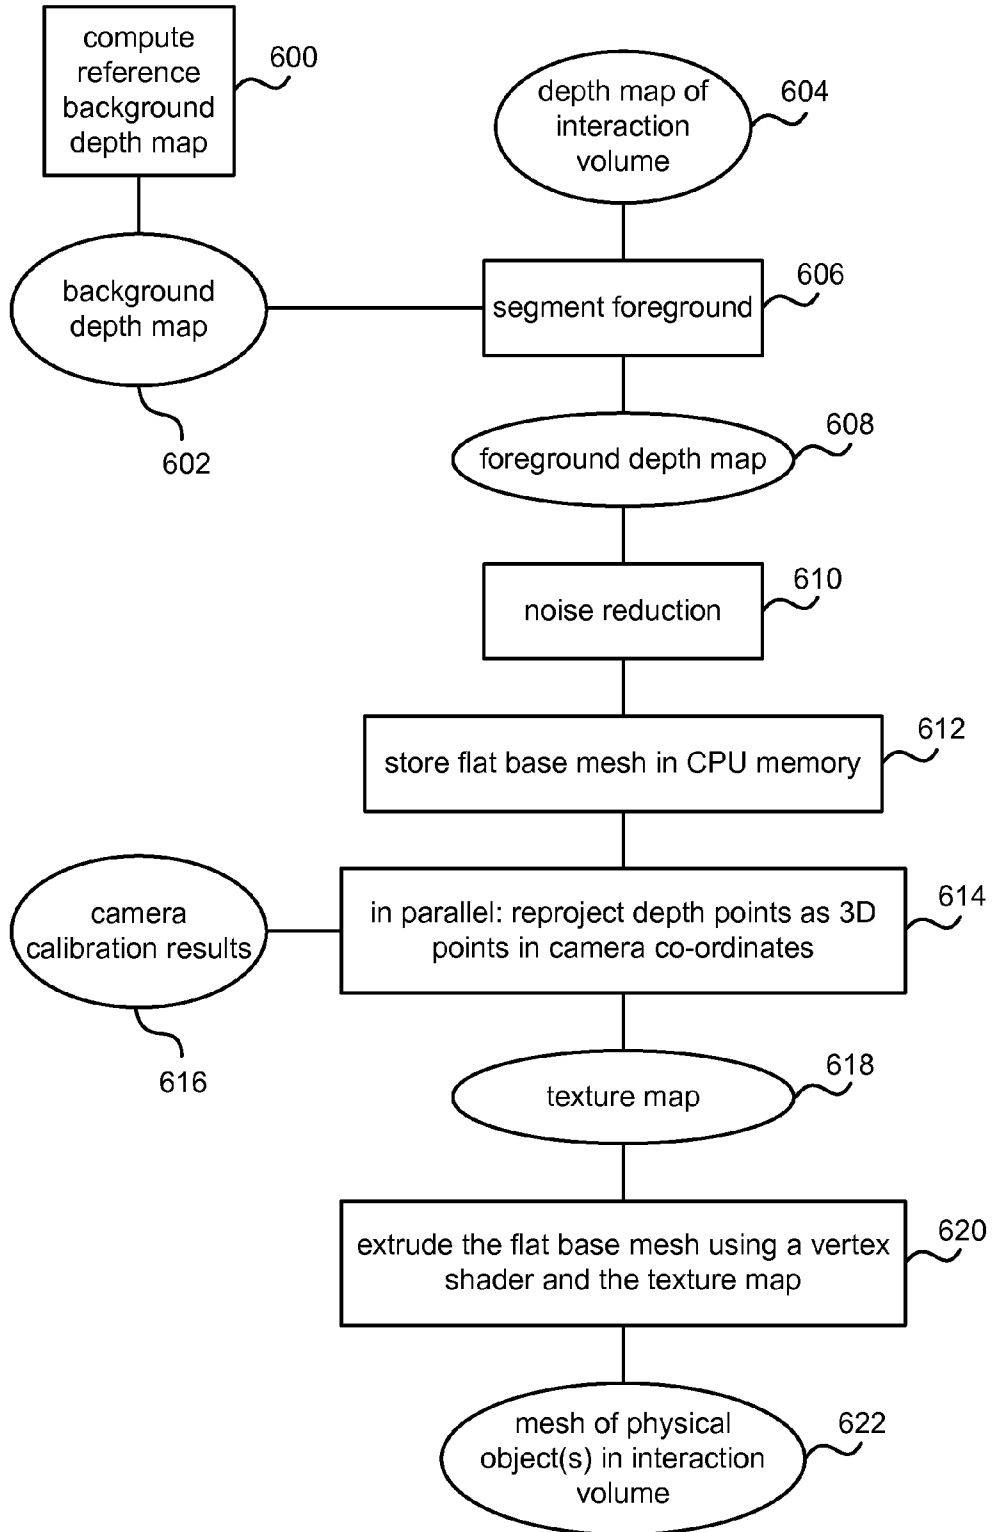 compute
reference
background
depth map
600
depth map of
interaction
volume
604
background
depth map
602
segment foreground
606
foreground depth map
608
noise reduction
610
store flat base mesh in CPU memory
612
camera
calibration results
616
in parallel: reproject depth points as 3D
points in camera co-ordinates
614
texture map
618
extrude the flat base mesh using a vertex
shader and the texture map
620
mesh of physical
object(s) in interaction
volume
622